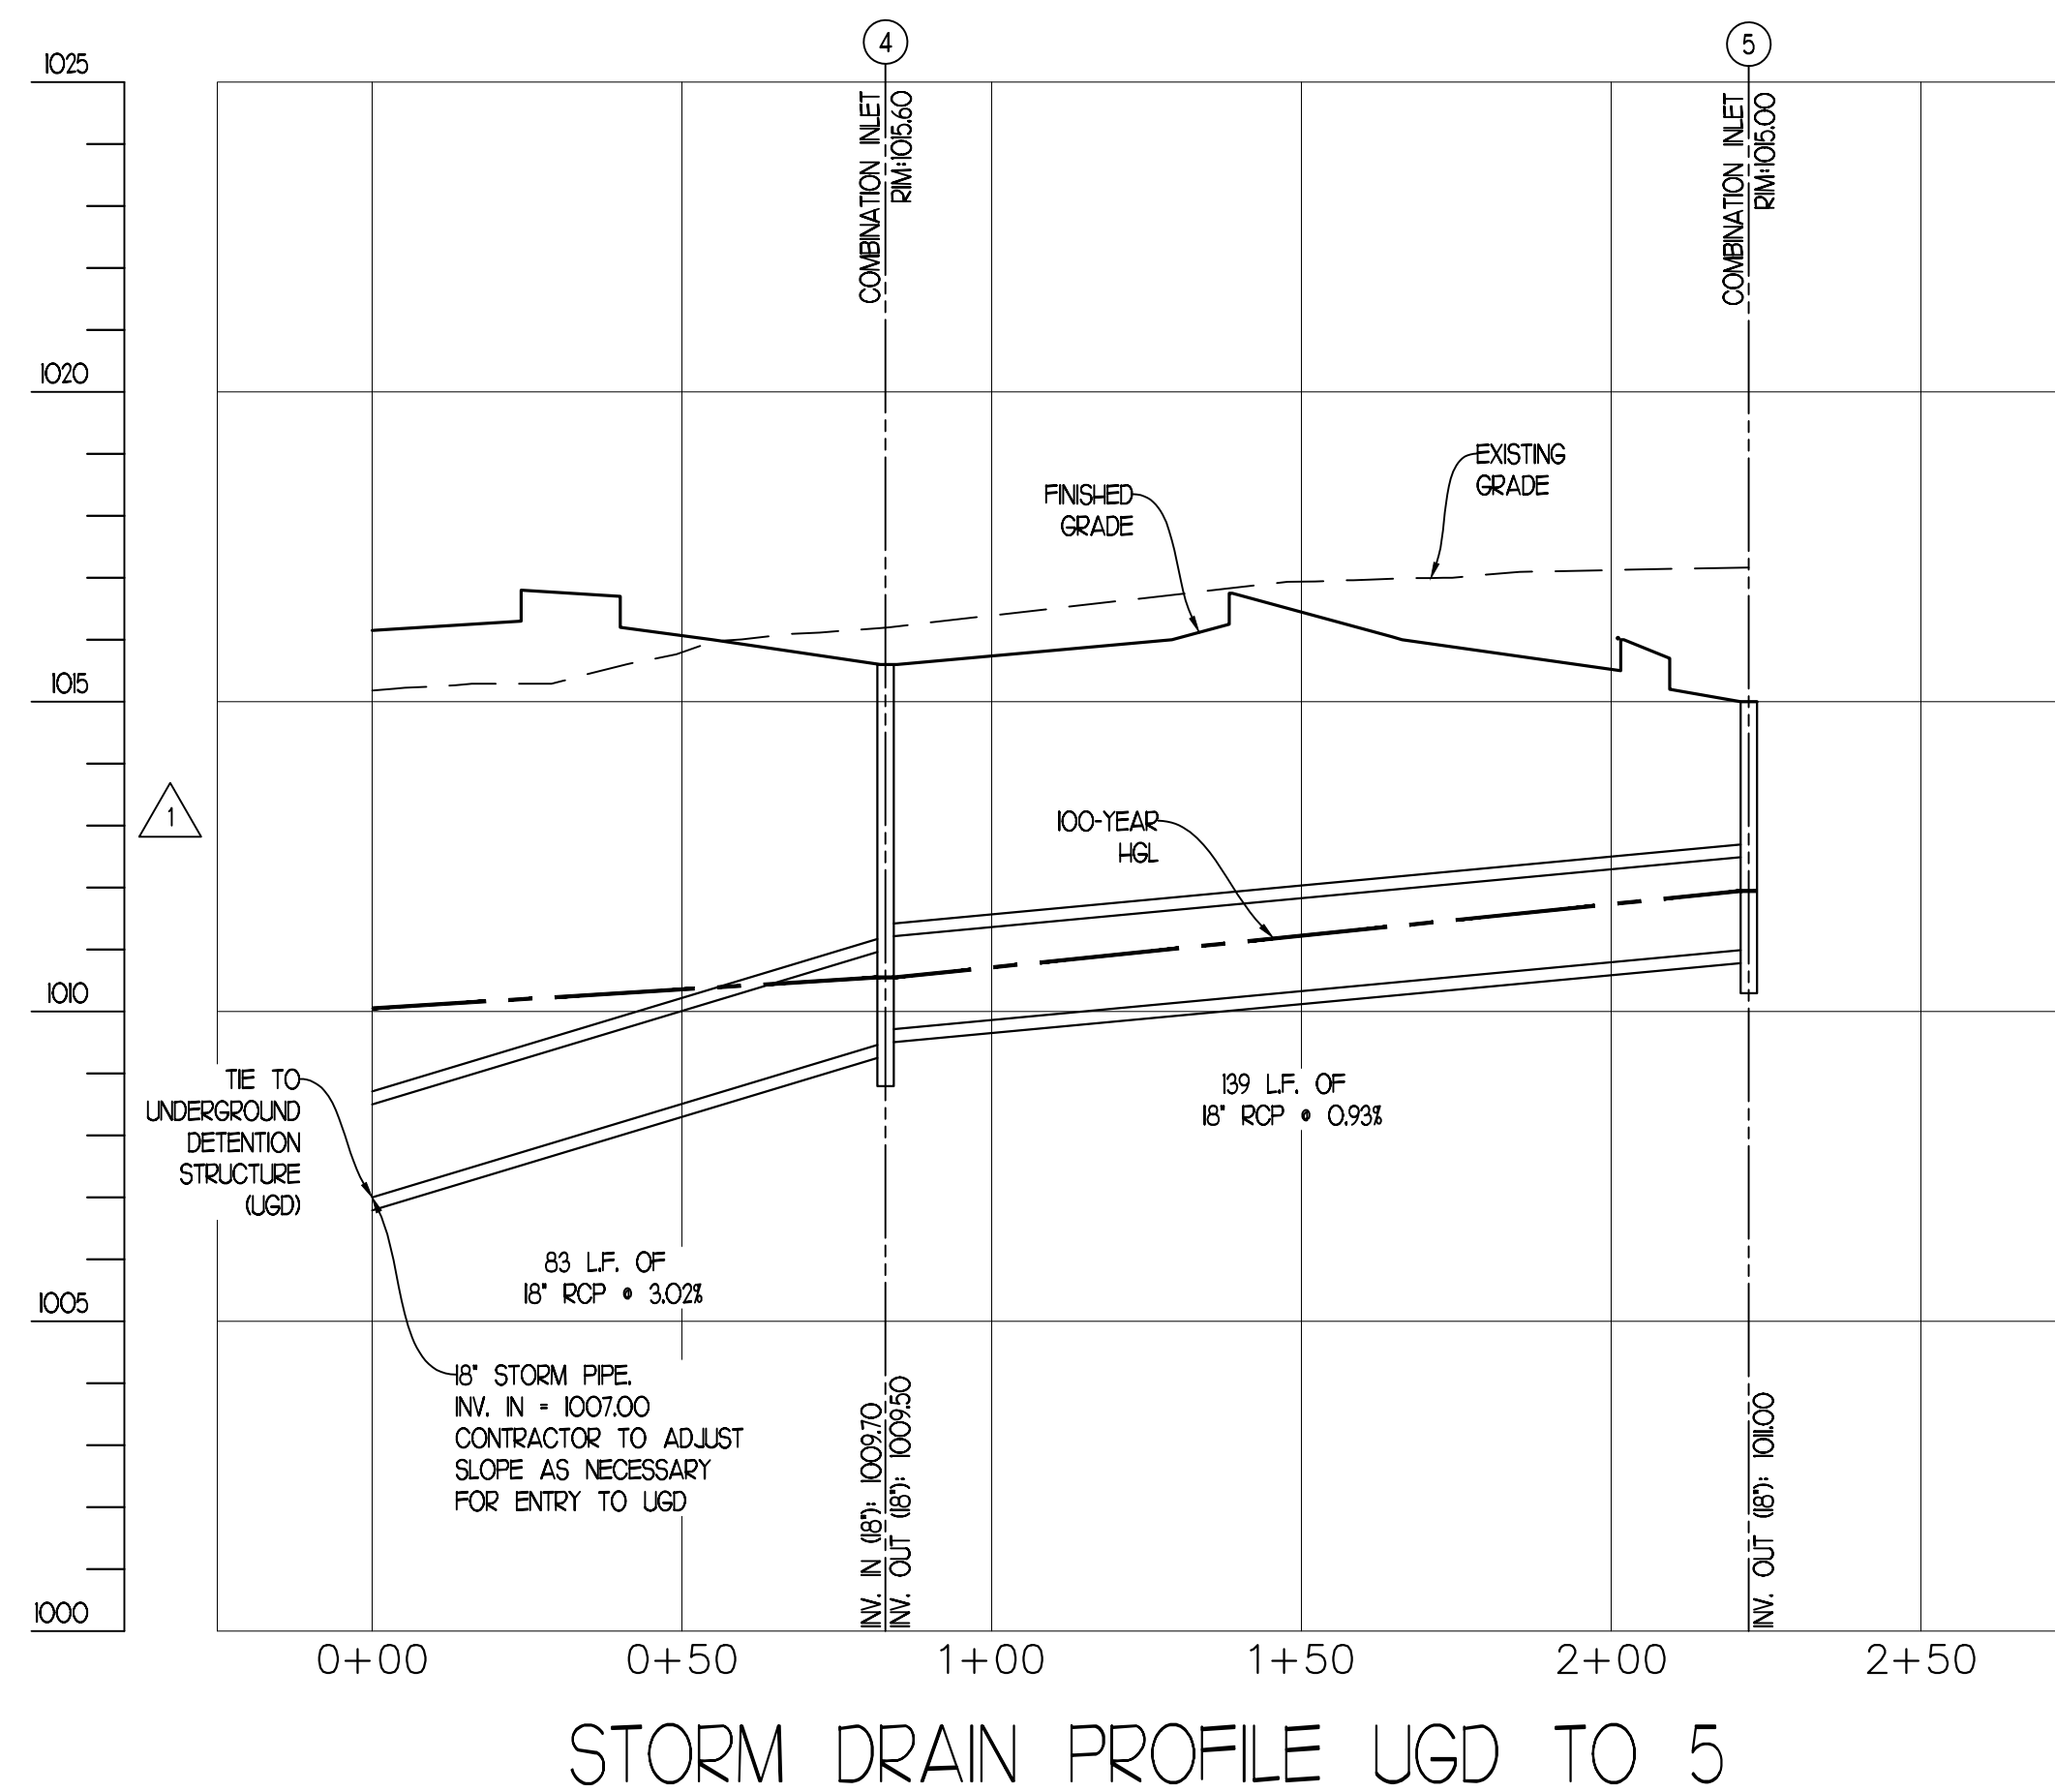 4
5
1025
COMBINATION INLET
RIM:1015.60
COMBINATION INLET
RIM:1015.00
1020
EXISTING
GRADE
FINISHED
GRADE
1015
1
100-YEAR
HGL
1010
TIE TO
UNDERGROUND
DETENTION
STRUCTURE
(UGD)
139 L.F. OF
18" RCP @ 0.93%
83 L.F. OF
18" RCP @ 3.02%
1005
18" STORM PIPE.
INV. IN = 1007.00
CONTRACTOR TO ADJUST
SLOPE AS NECESSARY
FOR ENTRY TO UGD
INV. IN (18"): 1009.70
INV. OUT (18"): 1009.50
INV. OUT (18"): 1011.00
1000
0+00 0+50 1+00 1+50 2+00 2+50
STORM DRAIN PROFILE UGD TO 5